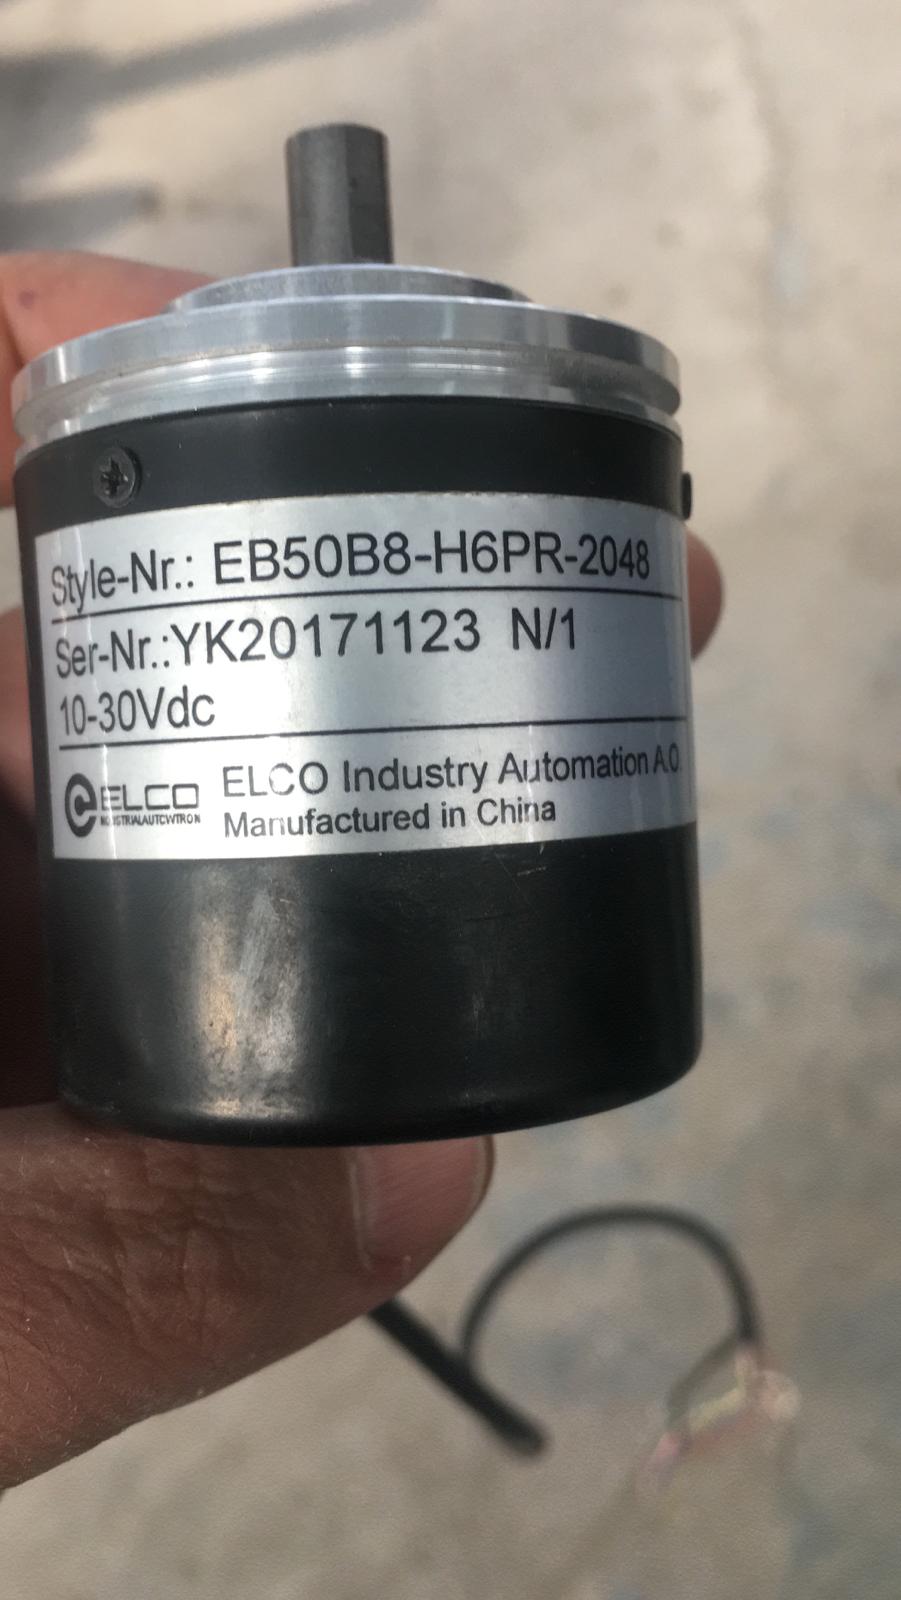 Style-Nr.: EB50B8-H6PR-2048
Ser-Nr.:YK20171123 N/1
10-30Vdc
ELCO
ELCO Industry Automation A.O.
Manufactured in China